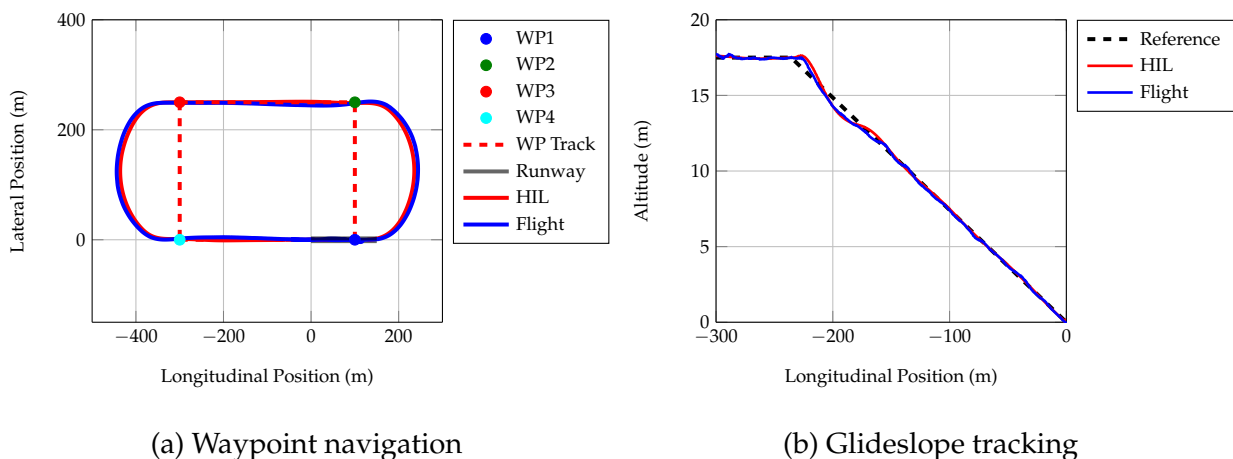 400
200
0
−400
−200
0
200
Lateral Position (m)
Longitudinal Position (m)
WP1
WP2
WP3
WP4
WP Track
Runway
HIL
Flight
(a) Waypoint navigation
20
15
10
5
0
−300
−200
−100
0
Altitude (m)
Longitudinal Position (m)
Reference
HIL
Flight
(b) Glideslope tracking